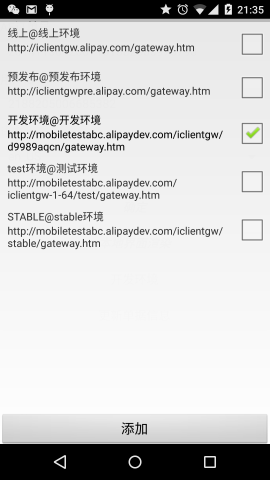 21:35
线上@线上环境
http://iclientgw.alipay.com/gateway.htm
预发布@预发布环境
http://iclientgwpre.alipay.com/gateway.htm
开发环境@开发环境
http://mobiletestabc.alipaydev.com/iclientgw/
d9989aqcn/gateway.htm
test环境@测试环境
http://mobiletestabc.alipaydev.com/
iclientgw-1-64/test/gateway.htm
STABLE@stable环境
http://mobiletestabc.alipaydev.com/iclientgw/
stable/gateway.htm
添加